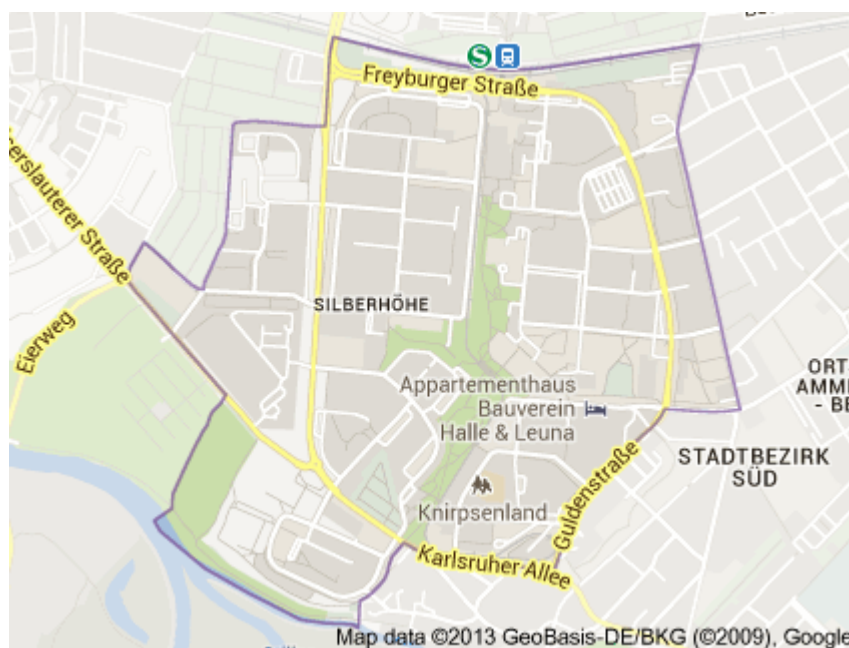 S
Freyburger Straße
serslauterer Straße
SILBERHÖHE
Eierweg
Appartementhaus
Bauverein
Halle & Leuna
ORT
AMME
- BE
STADTBEZIRK
SÜD
Guldenstraße
Knirpsenland
Karlsruher Allee
Map data ©2013 GeoBasis-DE/BKG (©2009), Google